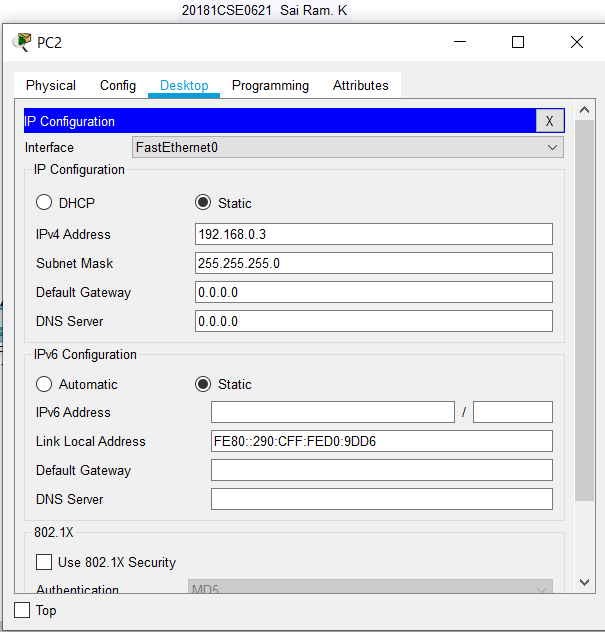 20181CSE0621 Sai Ram. K
PC2
Physical Config Desktop Programming Attributes
IP Configuration X
Interface FastEthernet0
IP Configuration
DHCP Static
IPv4 Address 192.168.0.3
Subnet Mask 255.255.255.0
Default Gateway 0.0.0.0
DNS Server 0.0.0.0
IPv6 Configuration
Automatic Static
IPv6 Address /
Link Local Address FE80::290:CFF:FED0:9DD6
Default Gateway
DNS Server
802.1X
Use 802.1X Security
Authentication MD5
Top